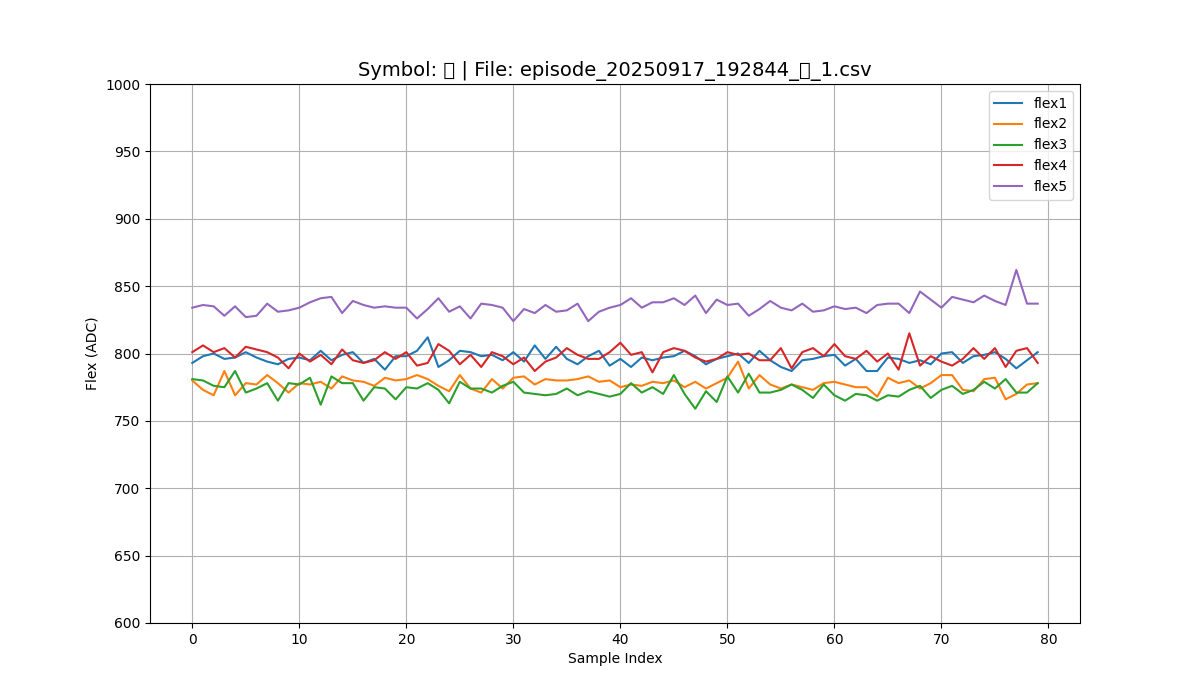 Symbol: | File: episode_20250917_192844_ _1.csv
1000
950
900
850
800
750
700
650
600
Flex (ADC)
flex1
flex2
flex3
flex4
flex5
0 10 20 30 40 50 60 70 80
Sample Index